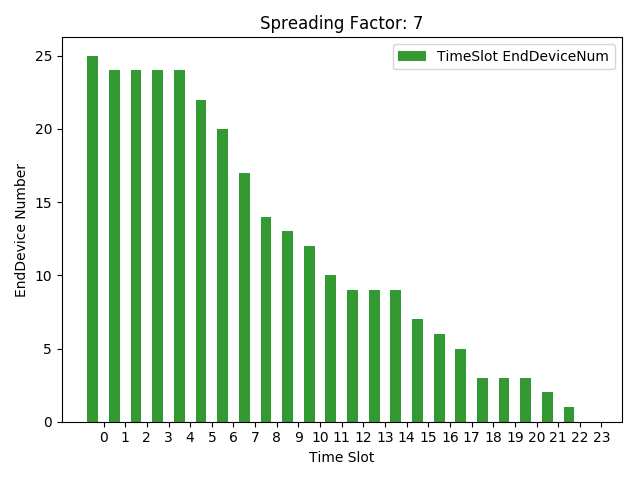 Spreading Factor: 7
TimeSlot EndDeviceNum
EndDevice Number
25
20
15
10
5
0
0 1 2 3 4 5 6 7 8 9 10 11 12 13 14 15 16 17 18 19 20 21 22 23
Time Slot